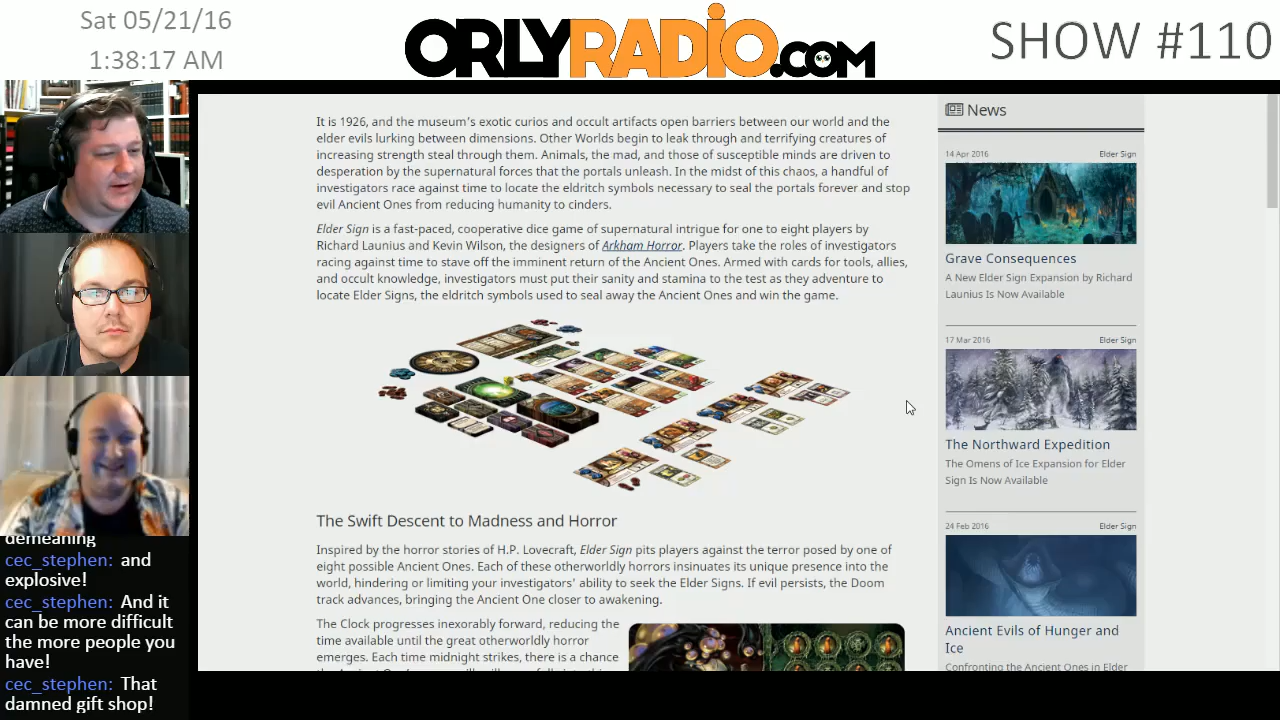 Sat 05/21/16
1:38:17 AM
ORLYRADIO.COM
SHOW #110
It is 1926, and the museum's exotic curios and occult artifacts open barriers between our world and the
elder evils lurking between dimensions. Other Worlds begin to leak through and terrifying creatures of
increasing strength steal through them. Animals, the mad, and those of susceptible minds are driven to
desperation by the supernatural forces that the portals unleash. In the midst of this chaos, a handful of
investigators race against time to locate the eldritch symbols necessary to seal the portals forever and stop
evil Ancient Ones from reducing humanity to cinders.
Elder Sign is a fast-paced, cooperative dice game of supernatural intrigue for one to eight players by
Richard Launius and Kevin Wilson, the designers of Arkham Horror. Players take the roles of investigators
racing against time to stave off the imminent return of the Ancient Ones. Armed with cards for tools, allies,
and occult knowledge, investigators must put their sanity and stamina to the test as they adventure to
locate Elder Signs, the eldritch symbols used to seal away the Ancient Ones and win the game.
The Swift Descent to Madness and Horror
Inspired by the horror stories of H.P. Lovecraft, Elder Sign pits players against the terror posed by one of
eight possible Ancient Ones. Each of these otherworldly horrors insinuates its unique presence into the
world, hindering or limiting your investigators' ability to seek the Elder Signs. If evil persists, the Doom
track advances, bringing the Ancient One closer to awakening.
The Clock progresses inexorably forward, reducing the
time available until the great otherworldly horror
emerges. Each time midnight strikes, there is a chance
News
14 Apr 2016 Elder Sign
Grave Consequences
A New Elder Sign Expansion by Richard
Launius Is Now Available
17 Mar 2016 Elder Sign
The Northward Expedition
The Omens of Ice Expansion for Elder
Sign Is Now Available
24 Feb 2016 Elder Sign
Ancient Evils of Hunger and
Ice
Confronting the Ancient Ones in Elder
demeaning
cec_stephen: and
explosive!
cec_stephen: And it
can be more difficult
the more people you
have!
cec_stephen: That
damned gift shop!